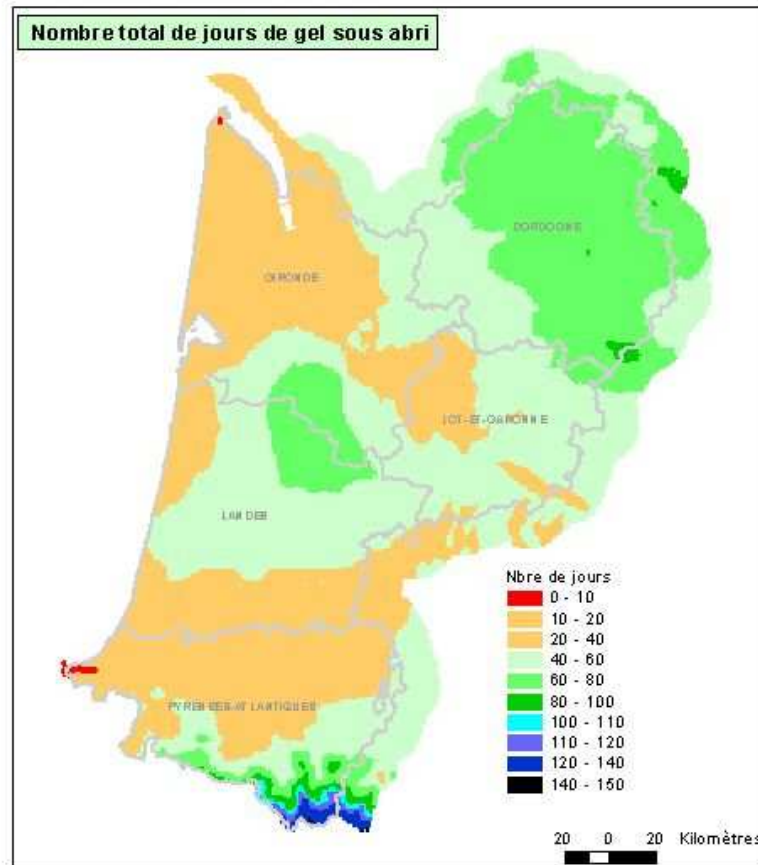 Nombre total de jours de gel sous abri
DORDOGNE
GIRONDE
LOT-ET-GARONNE
LANDES
PYRENEES-ATLANTIQUES
Nbre de jours
0 - 10
10 - 20
20 - 40
40 - 60
60 - 80
80 - 100
100 - 110
110 - 120
120 - 140
140 - 150
20 0 20 Kilomètres